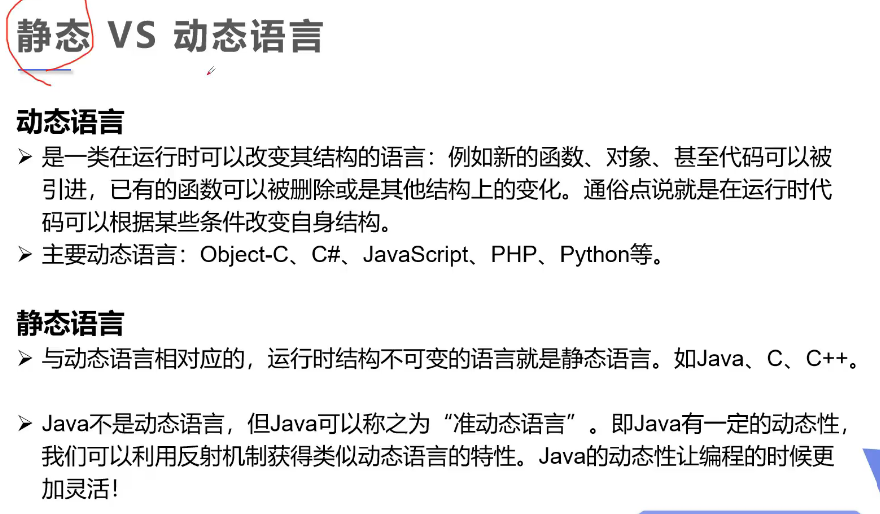 静态 VS 动态语言
动态语言
➢ 是一类在运行时可以改变其结构的语言：例如新的函数、对象、甚至代码可以被
引进，已有的函数可以被删除或是其他结构上的变化。通俗点说就是在运行时代
码可以根据某些条件改变自身结构。
➢ 主要动态语言：Object-C、C#、JavaScript、PHP、Python等。
静态语言
➢ 与动态语言相对应的，运行时结构不可变的语言就是静态语言。如Java、C、C++。
➢ Java不是动态语言，但Java可以称之为“准动态语言”。即Java有一定的动态性，
我们可以利用反射机制获得类似动态语言的特性。Java的动态性让编程的时候更
加灵活！